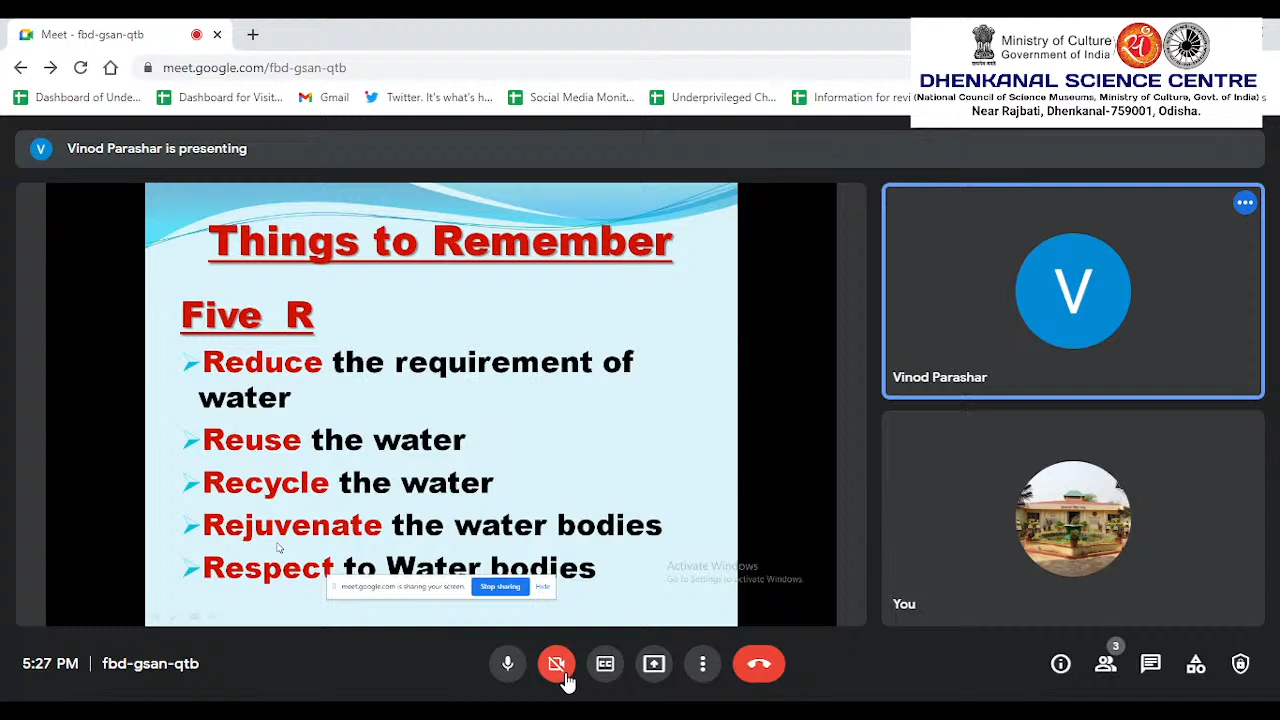 Meet - fbd-gsan-qtb
meet.google.com/fbd-gsan-qtb
Dashboard of Unde...
Dashboard for Visit...
Gmail
Twitter. It's what's h...
Social Media Monit...
Underprivileged Ch...
Information for revi
Ministry of Culture
Government of India
DHENKANAL SCIENCE CENTRE
(National Council of Science Museums, Ministry of Culture, Govt. of India)
Near Rajbati, Dhenkanal-759001, Odisha.
V
Vinod Parashar is presenting
Things to Remember
Five R
Reduce the requirement of
water
Reuse the water
Recycle the water
Rejuvenate the water bodies
Respect to Water bodies
meet.google.com is sharing your screen.
Stop sharing
Hide
Activate Windows
Go to Settings to activate Windows.
V
Vinod Parashar
You
5:27 PM | fbd-gsan-qtb
CC
3